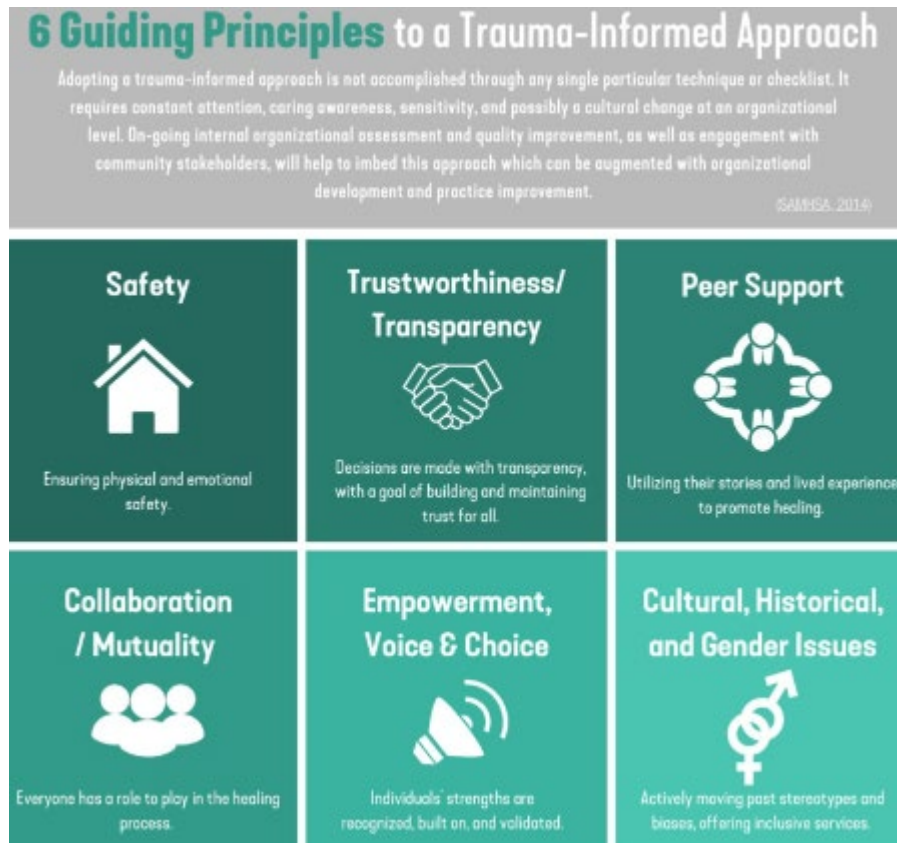 6 Guiding Principles to a Trauma-Informed Approach
Adopting a trauma-informed approach is not accomplished through any single particular technique or checklist. It
requires constant attention, caring awareness, sensitivity, and possibly a cultural change at an organizational
level. On-going internal organizational assessment and quality improvement, as well as engagement with
community stakeholders, will help to imbed this approach which can be augmented with organizational
development and practice improvement.
(SAMHSA, 2014)
Safety
Ensuring physical and emotional
safety.
Trustworthiness/
Transparency
Decisions are made with transparency,
with a goal of building and maintaining
trust for all.
Peer Support
Utilizing their stories and lived experience
to promote healing.
Collaboration
/ Mutuality
Everyone has a role to play in the healing
process.
Empowerment,
Voice & Choice
Individuals' strengths are
recognized, built on, and validated.
Cultural, Historical,
and Gender Issues
Actively moving past stereotypes and
biases, offering inclusive services.